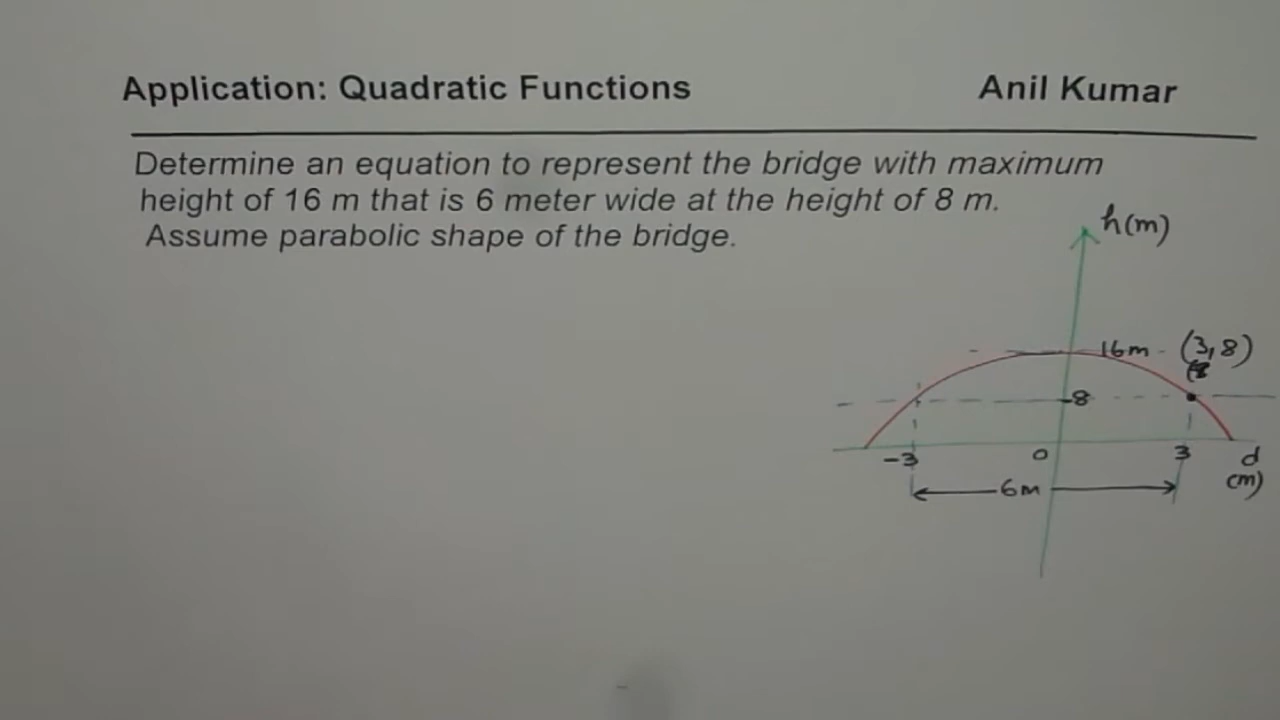 Application: Quadratic Functions Anil Kumar
Determine an equation to represent the bridge with maximum
height of 16 m that is 6 meter wide at the height of 8 m.
Assume parabolic shape of the bridge.
h(m)
16m (3,8)
8
-3 0 3 d
(m)
6m